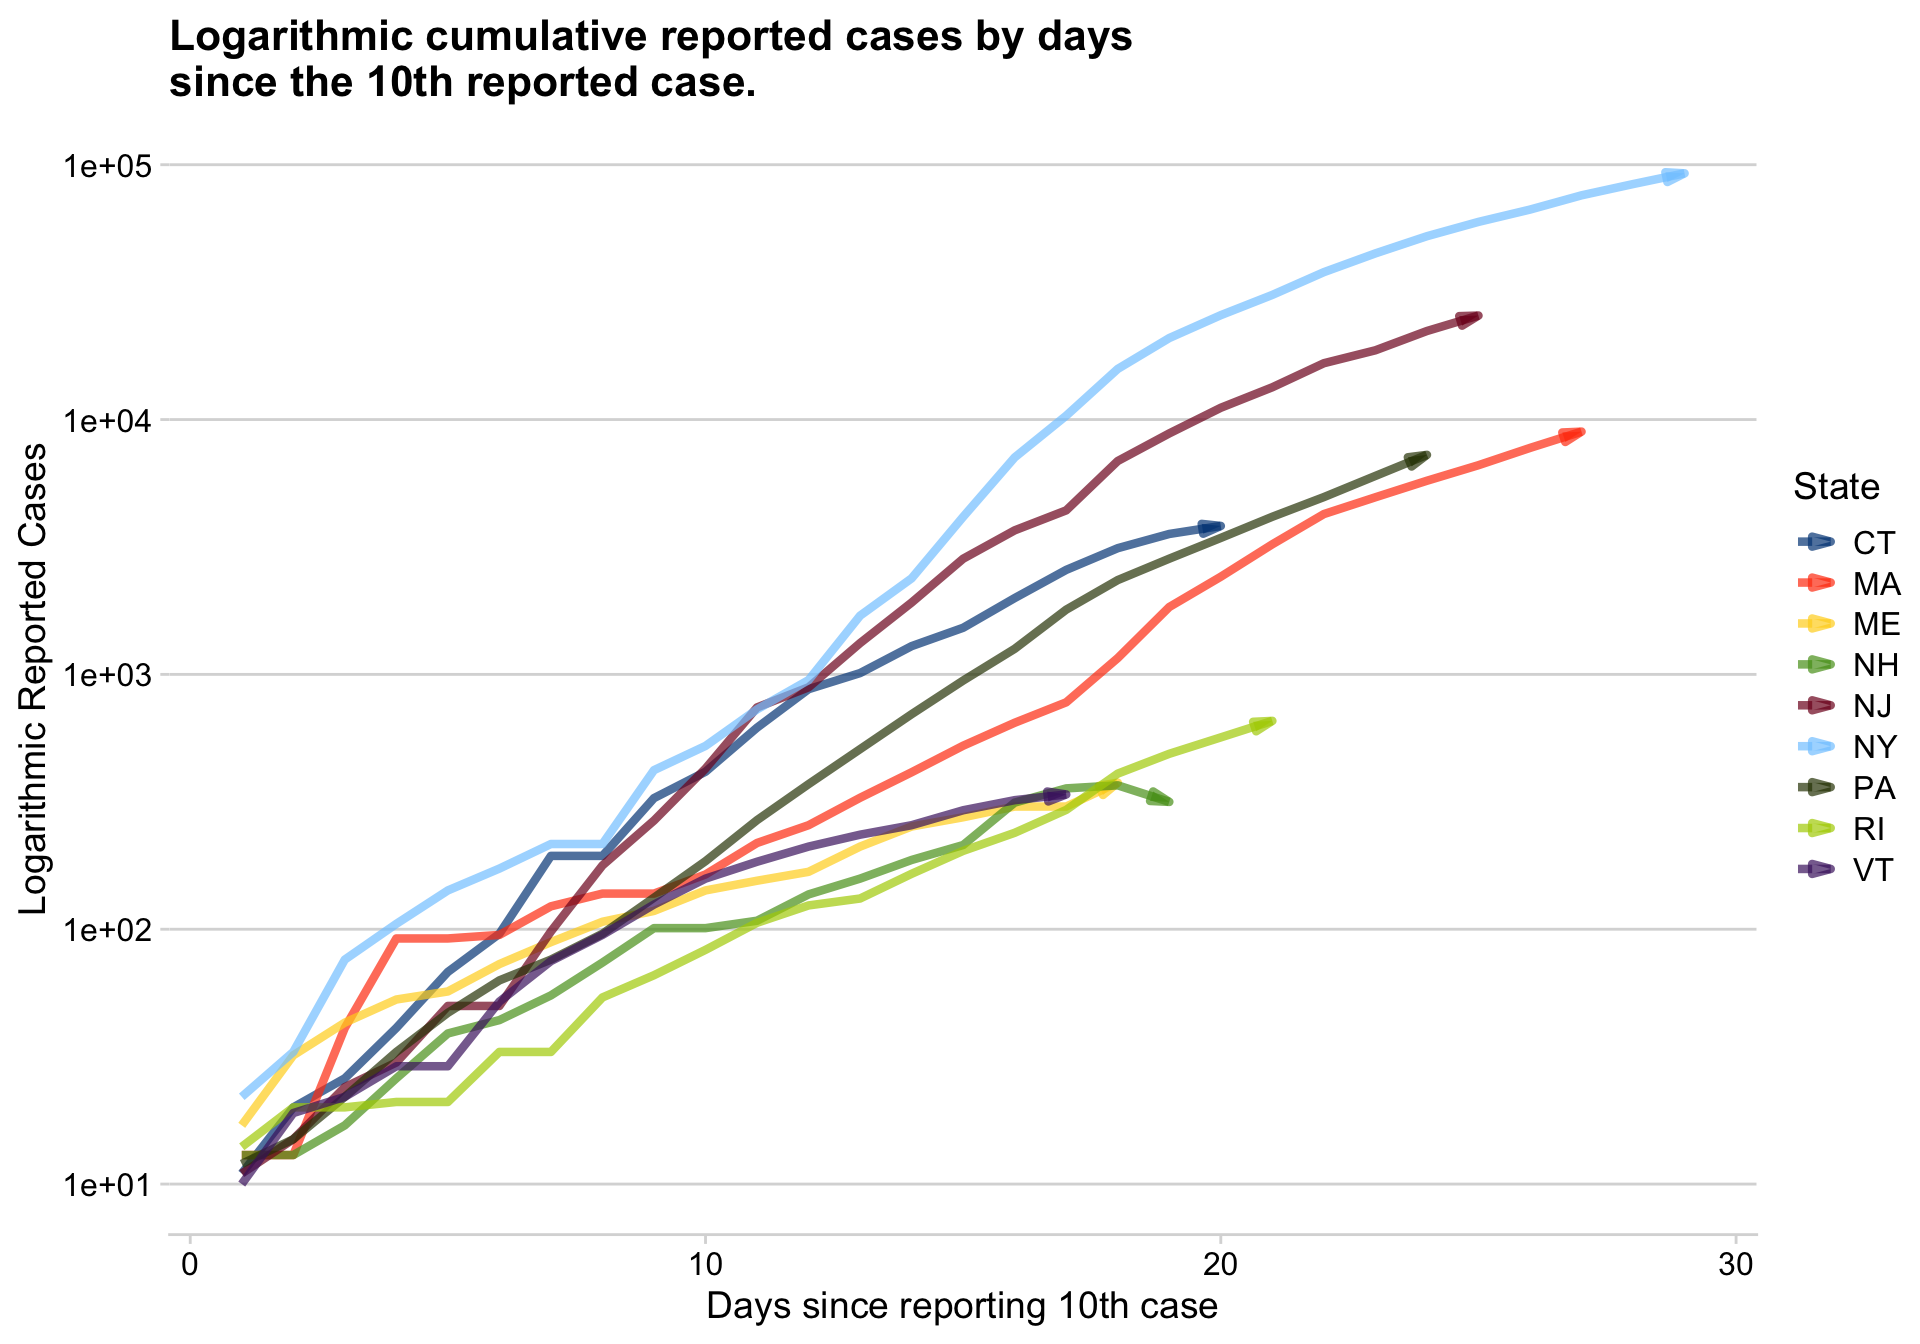 Logarithmic cumulative reported cases by days
since the 10th reported case.
1e+05
1e+04
1e+03
1e+02
1e+01
Logarithmic Reported Cases
0 10 20 30
Days since reporting 10th case
State
CT
MA
ME
NH
NJ
NY
PA
RI
VT